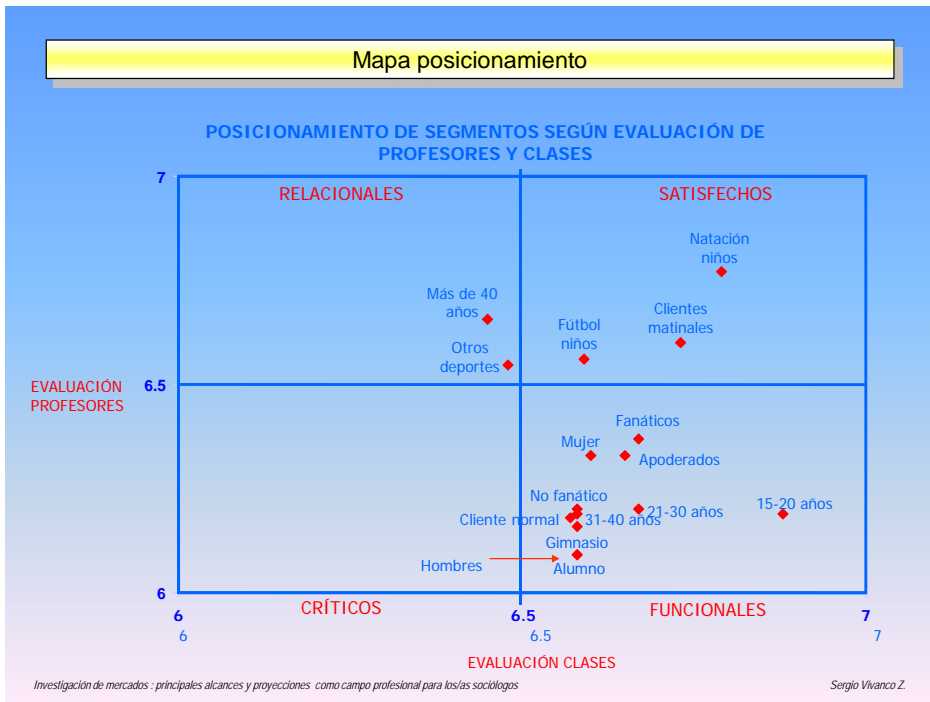 Mapa posicionamiento
POSICIONAMIENTO DE SEGMENTOS SEGÚN EVALUACIÓN DE
PROFESORES Y CLASES
7
RELACIONALES
SATISFECHOS
Natación
niños
Más de 40
años
Clientes
matinales
Fútbol
niños
Otros
deportes
EVALUACIÓN
PROFESORES
6.5
Fanáticos
Mujer
Apoderados
No fanático
15-20 años
21-30 años
Cliente normal
31-40 años
Gimnasio
Hombres
Alumno
6
CRÍTICOS
FUNCIONALES
6
6.5
7
6
6.5
7
EVALUACIÓN CLASES
Investigación de mercados : principales alcances y proyecciones como campo profesional para los/as sociólogos
Sergio Vivanco Z.